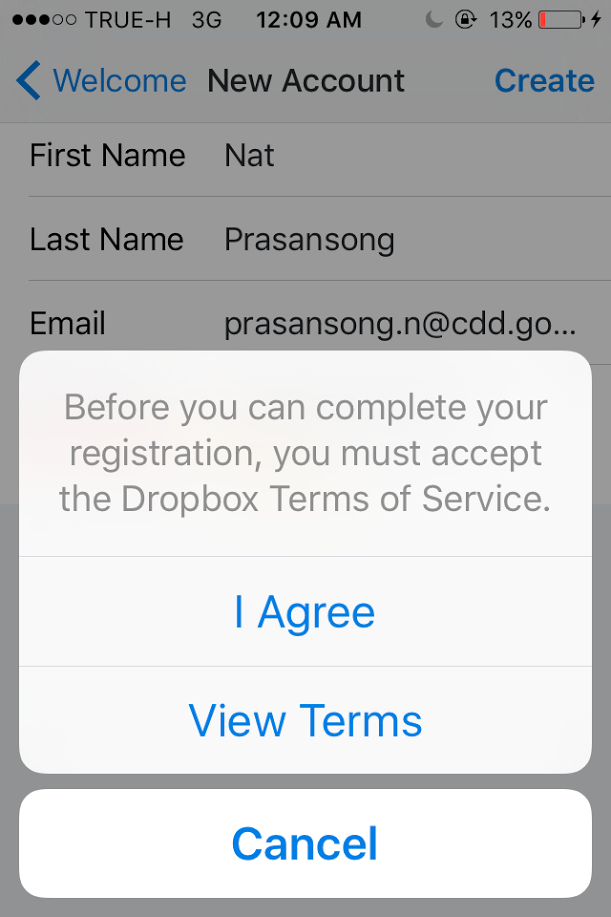 TRUE-H 3G 12:09 AM 13%
Welcome New Account Create
First Name Nat
Last Name Prasansong
Email prasansong.n@cdd.go...
Before you can complete your
registration, you must accept
the Dropbox Terms of Service.
I Agree
View Terms
Cancel